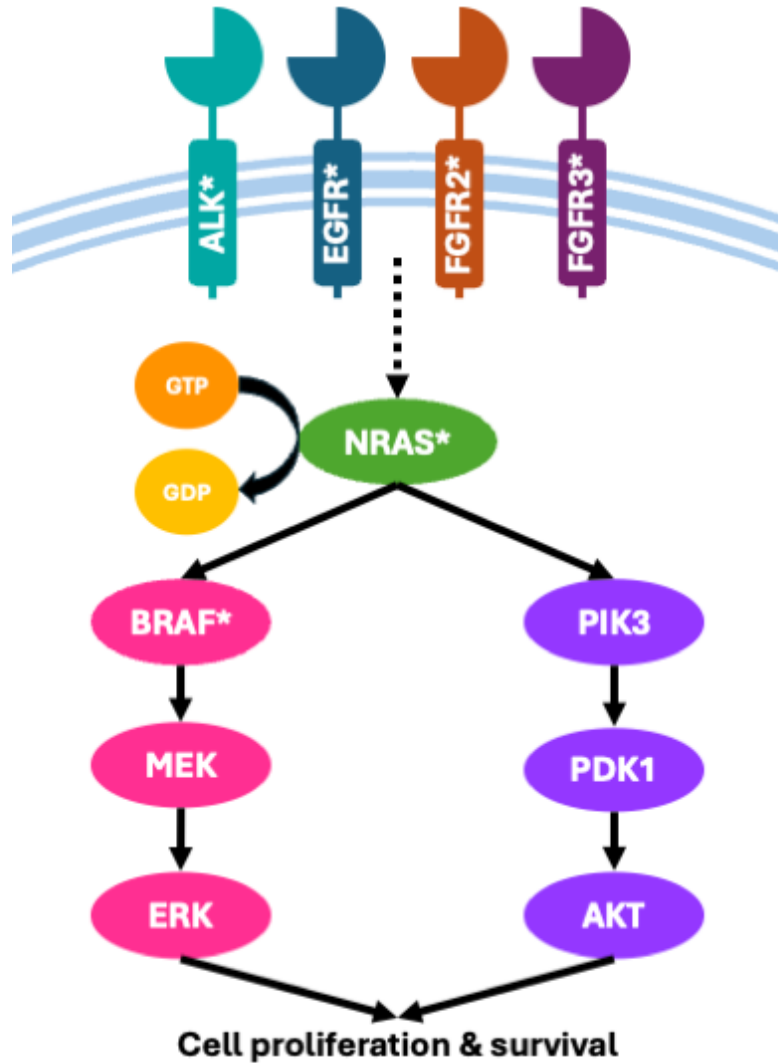 ALK*
EGFR*
FGFR2*
FGFR3*
GTP
NRAS*
GDP
BRAF*
PIK3
MEK
PDK1
ERK
AKT
Cell proliferation & survival